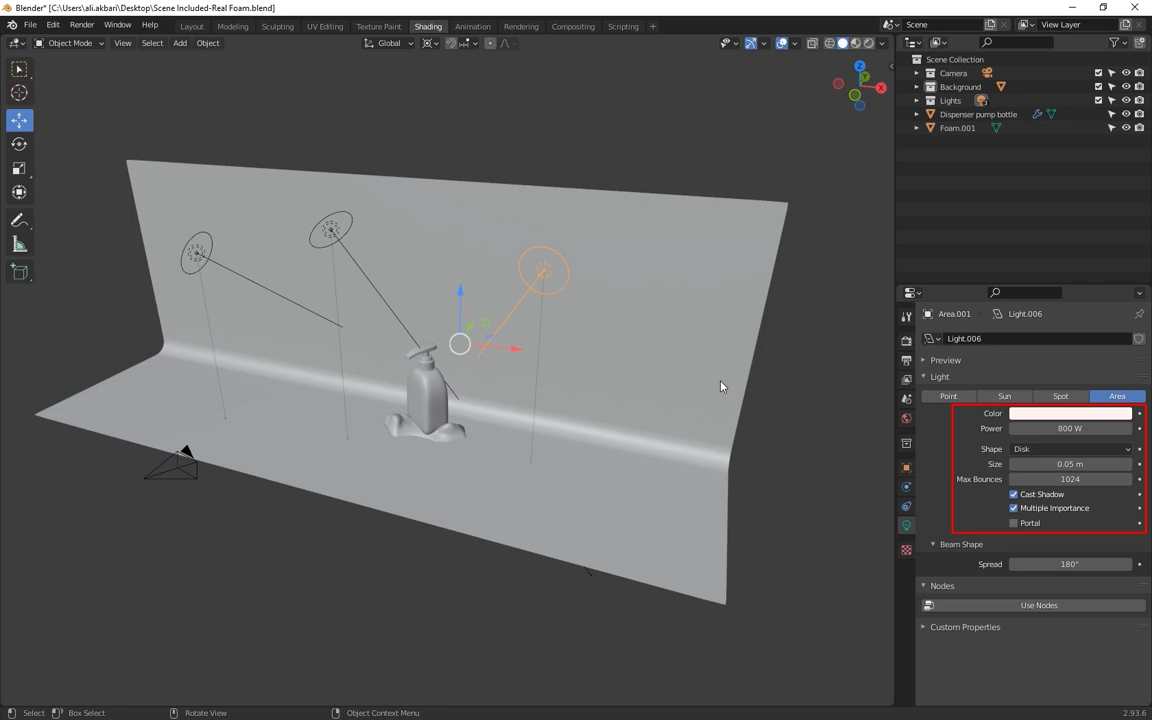 Blender* [C:\Users\ali.akbari\Desktop\Scene Included-Real Foam.blend]
File Edit Render Window Help
Layout Modeling Sculpting UV Editing Texture Paint Shading Animation Rendering Compositing Scripting +
Scene
View Layer
Object Mode
View Select Add Object
Global
Z
Y
X
Scene Collection
Camera
Background
Lights
Dispenser pump bottle
Foam.001
Area.001 Light.006
Light.006
Preview
Light
Point Sun Spot Area
Color
Power 800 W
Shape Disk
Size 0.05 m
Max Bounces 1024
Cast Shadow
Multiple Importance
Portal
Beam Shape
Spread 180°
Nodes
Use Nodes
Custom Properties
Select Box Select Rotate View Object Context Menu 2.93.6